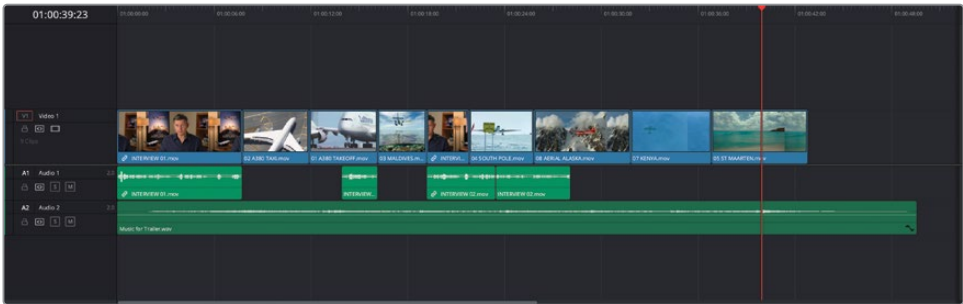 01:00:39:23
01:00:00:00 01:00:06:00 01:00:12:00 01:00:18:00 01:00:24:00 01:00:30:00 01:00:36:00 01:00:42:00 01:00:48:00
V1 Video 1
INTERVIEW 01.mov 02 A380 TAXI.mov 01 A380 TAKEOFF.mov 03 MALDIVES.m... INTERVI... 04 SOUTH POLE.mov 08 AERIAL ALASKA.mov 07 KENYA.mov 05 ST MAARTEN.mov
A1 Audio 1
S M
INTERVIEW 01.mov INTERVIEW... INTERVIEW 02.mov INTERVIEW 02.mov
A2 Audio 2
S M
Music for Trailer.wav